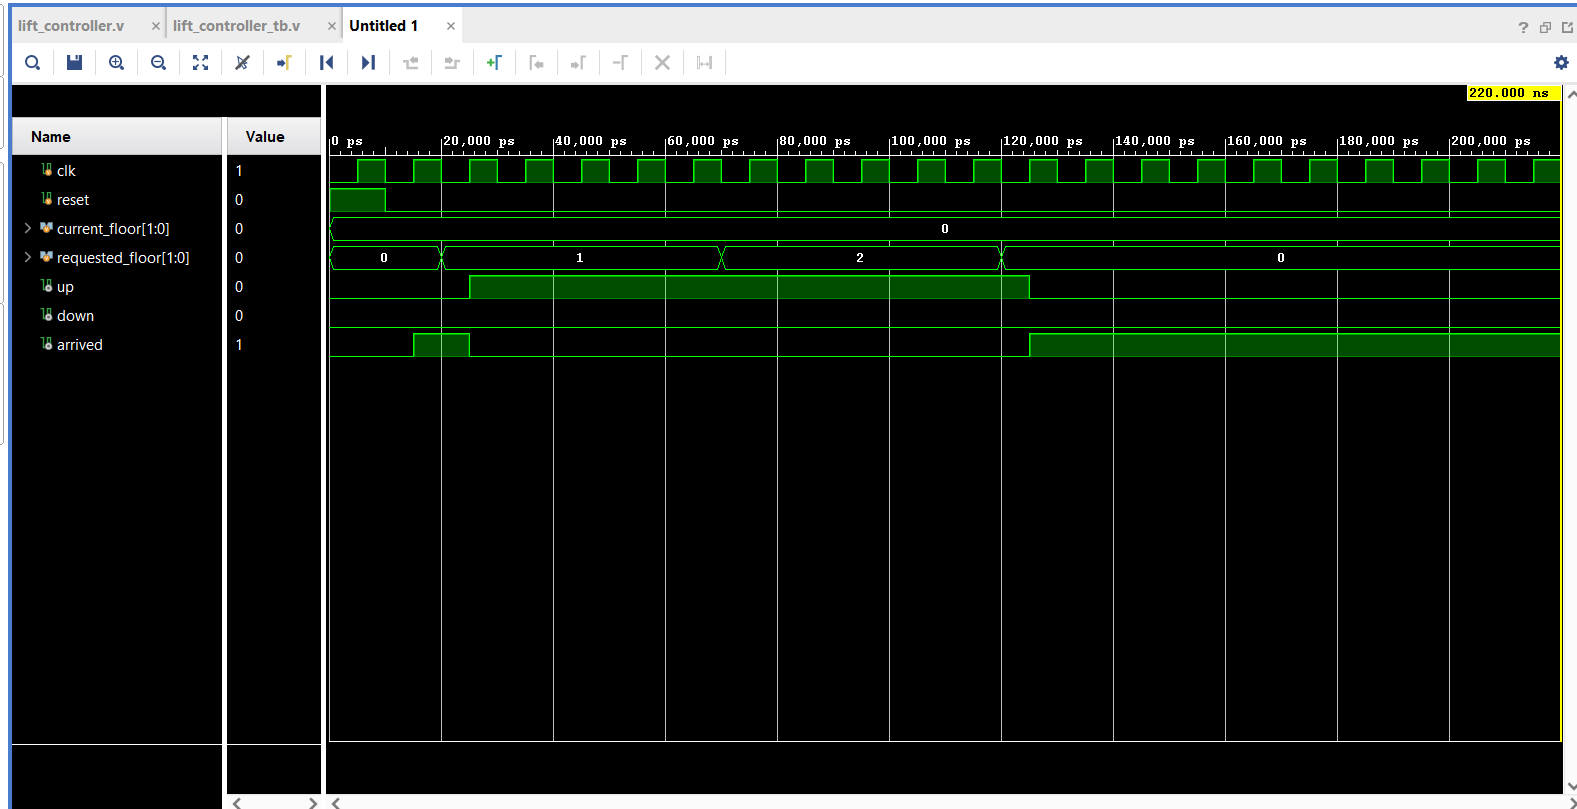 lift_controller.v × lift_controller_tb.v × Untitled 1 ×
?
220.000 ns
Name Value
0 ps 20,000 ps 40,000 ps 60,000 ps 80,000 ps 100,000 ps 120,000 ps 140,000 ps 160,000 ps 180,000 ps 200,000 ps
clk 1
reset 0
current_floor[1:0] 0 0
requested_floor[1:0] 0 0 1 2 0
up 0
down 0
arrived 1